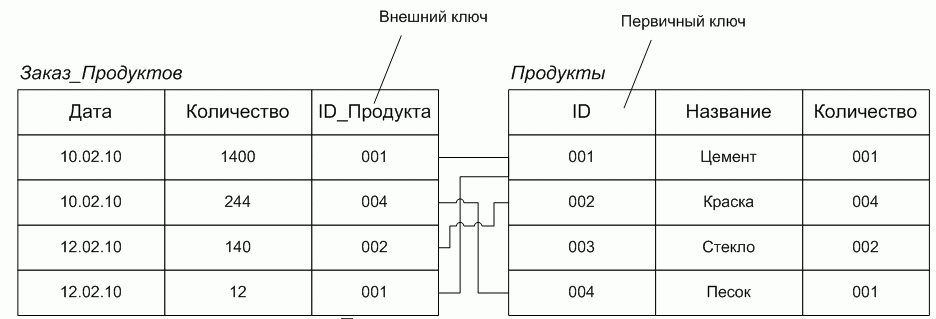 Внешний ключ
Первичный ключ
Заказ_Продуктов
Дата Количество ID_Продукта
10.02.10 1400 001
10.02.10 244 004
12.02.10 140 002
12.02.10 12 001
Продукты
ID Название Количество
001 Цемент 001
002 Краска 004
003 Стекло 002
004 Песок 001